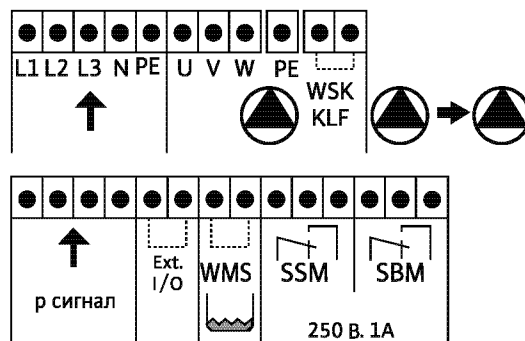 L1 L2 L3 N PE U V W PE
WSK
KLF
Ext.
I/O
WMS
SSM
SBM
р сигнал
250 В. 1А